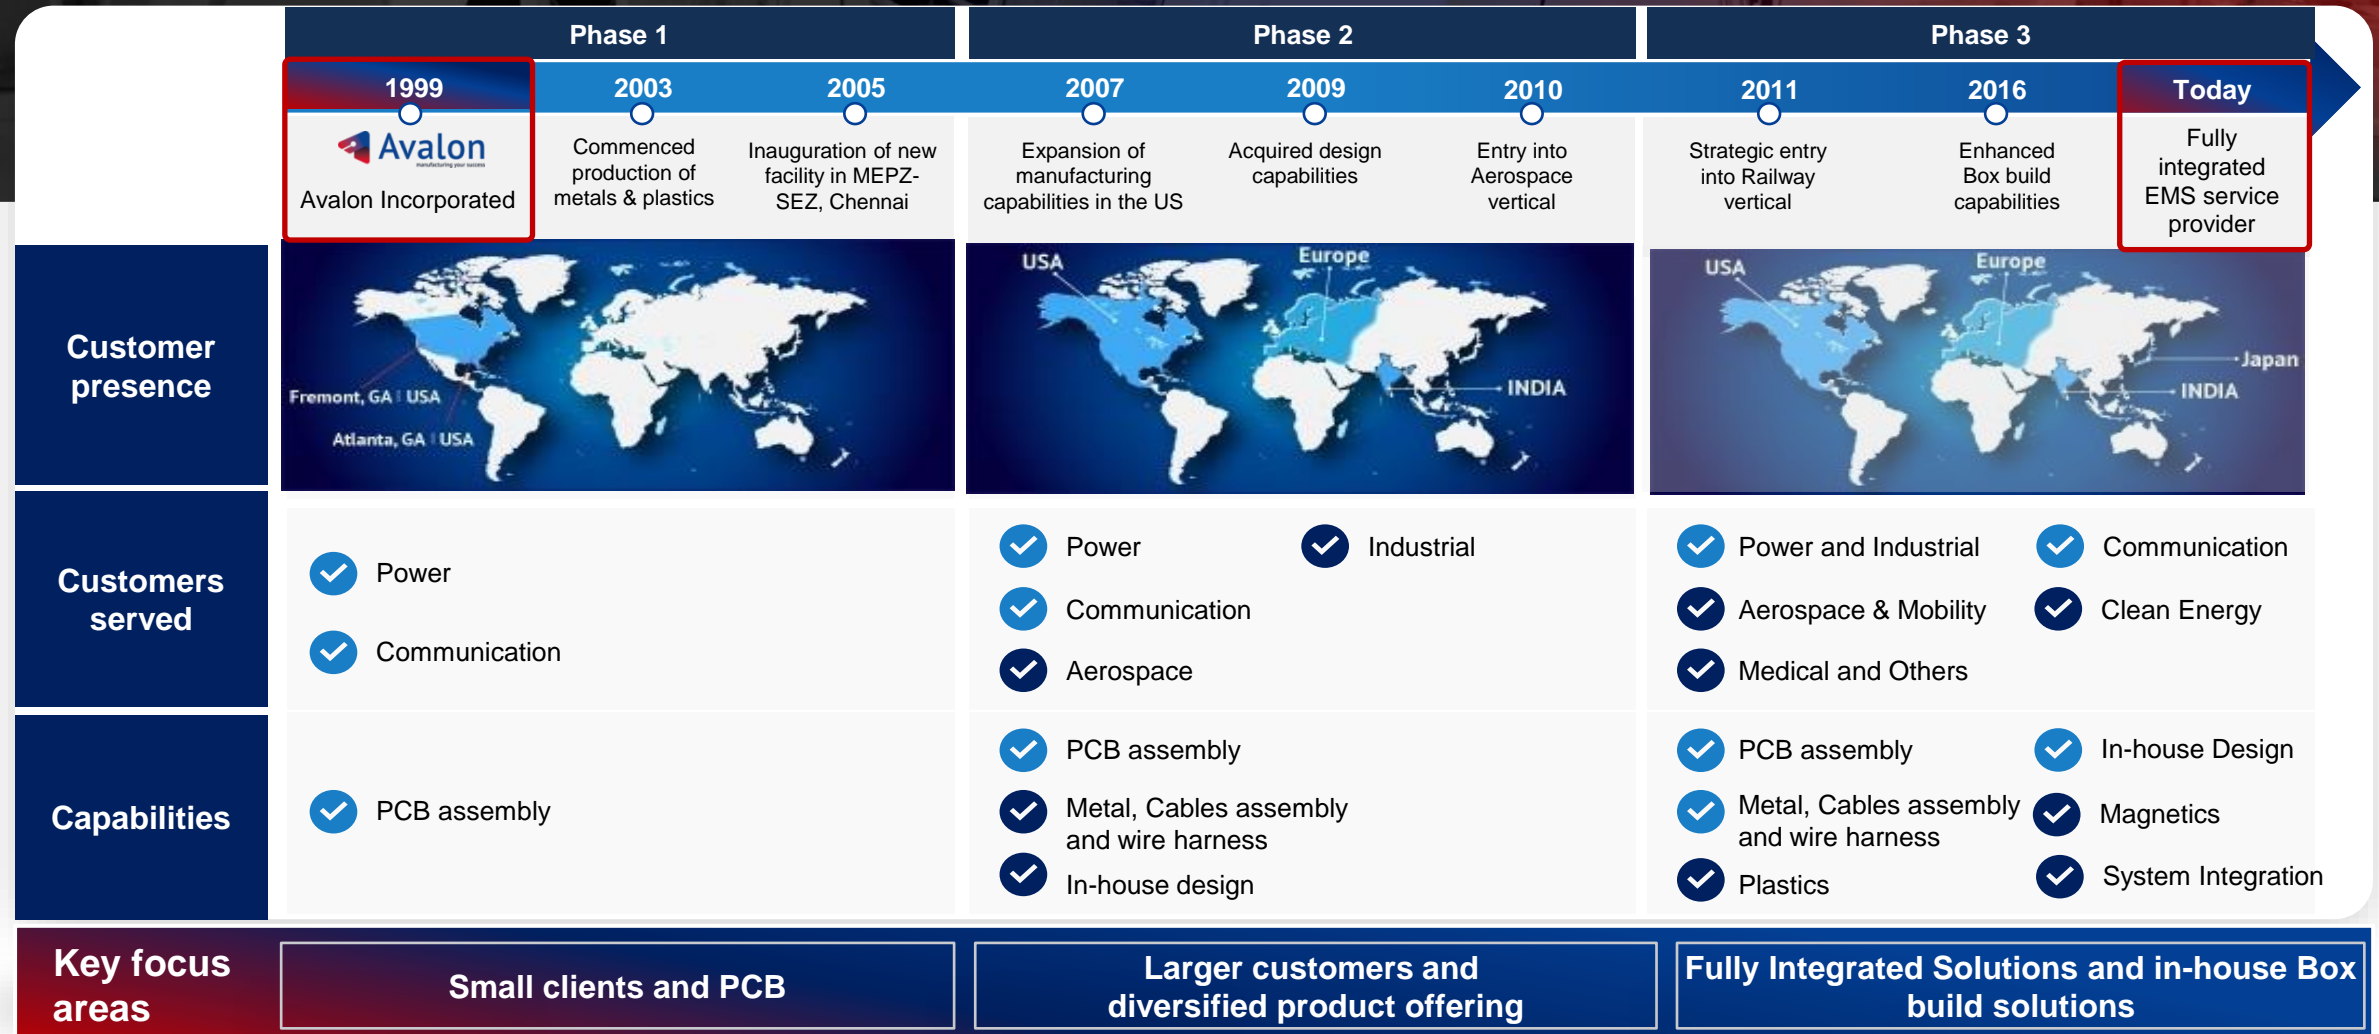 Phase 1
Phase 2
Phase 3
1999
2003
2005
2007
2009
2010
2011
2016
Today
Avalon
manufacturing your success
Avalon Incorporated
Commenced
production of
metals & plastics
Inauguration of new
facility in MEPZ-
SEZ, Chennai
Expansion of
manufacturing
capabilities in the US
Acquired design
capabilities
Entry into
Aerospace
vertical
Strategic entry
into Railway
vertical
Enhanced
Box build
capabilities
Fully
integrated
EMS service
provider
Customer
presence
Fremont, GA | USA
Atlanta, GA | USA
USA
Europe
INDIA
USA
Europe
Japan
INDIA
Customers
served
Power
Communication
Power
Industrial
Communication
Aerospace
Power and Industrial
Communication
Aerospace & Mobility
Clean Energy
Medical and Others
Capabilities
PCB assembly
PCB assembly
Metal, Cables assembly
and wire harness
In-house design
PCB assembly
In-house Design
Metal, Cables assembly
and wire harness
Magnetics
Plastics
System Integration
Key focus
areas
Small clients and PCB
Larger customers and
diversified product offering
Fully Integrated Solutions and in-house Box
build solutions